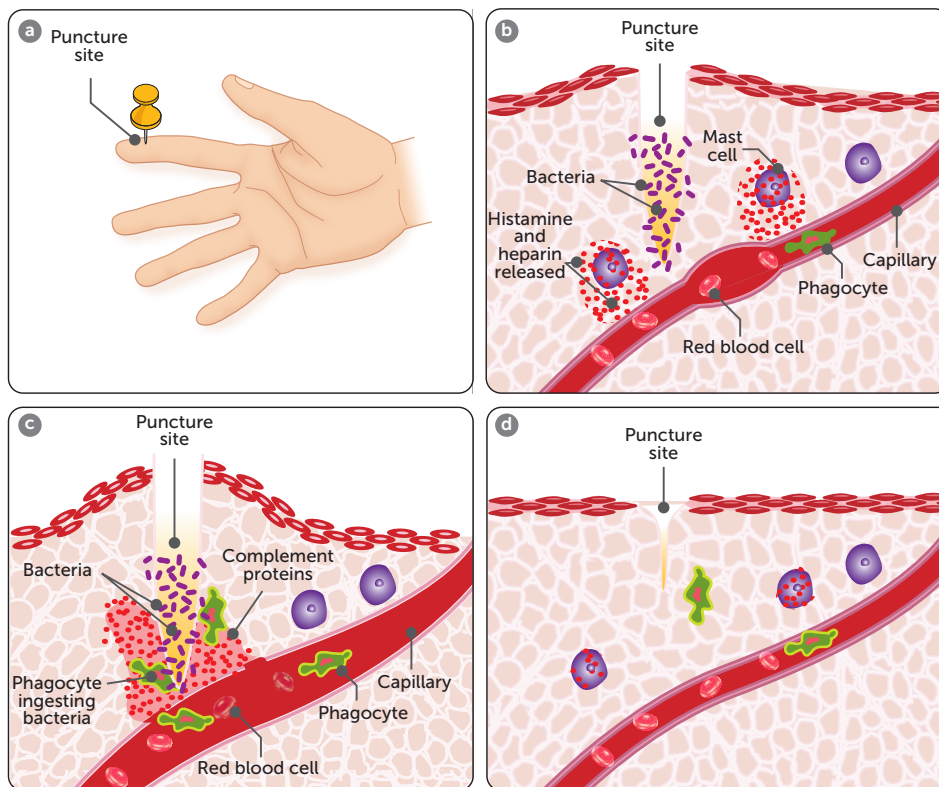 a
Puncture
site
b
Puncture
site
Mast
cell
Bacteria
Histamine
and
heparin
released
Capillary
Phagocyte
Red blood cell
c
Puncture
site
Complement
proteins
Bacteria
Phagocyte
ingesting
bacteria
Capillary
Phagocyte
Red blood cell
d
Puncture
site